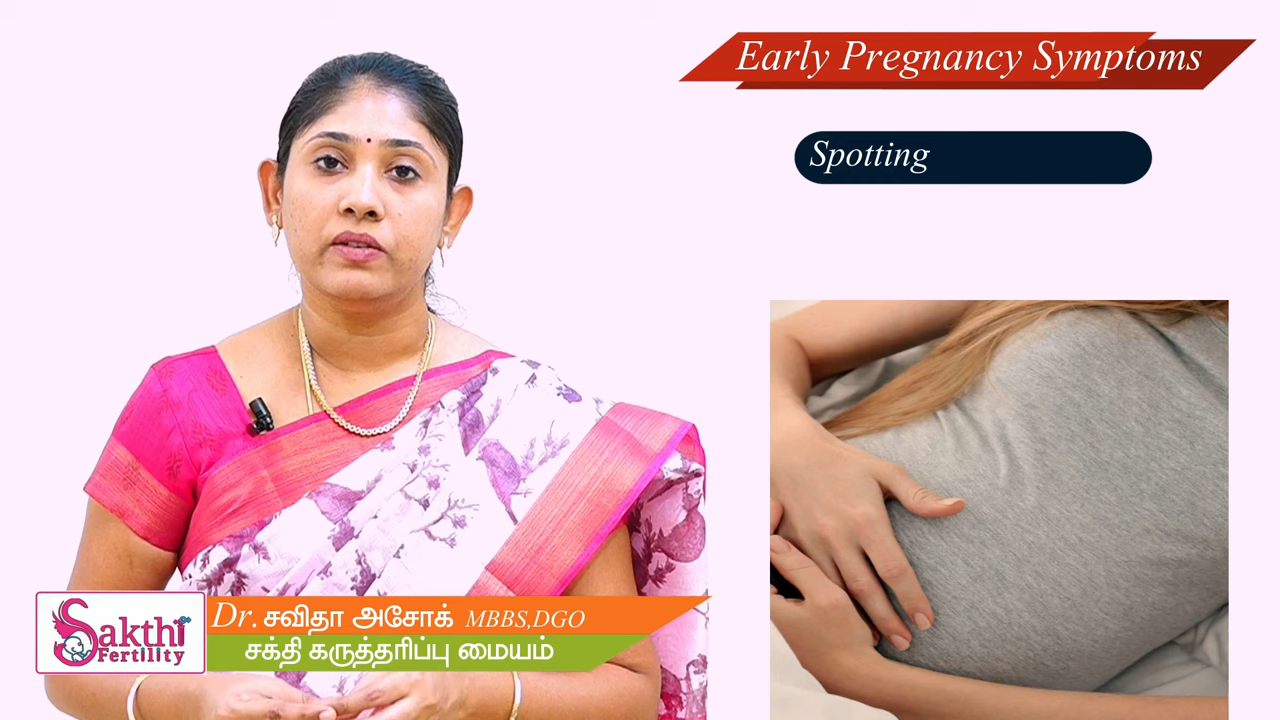 Early Pregnancy Symptoms
Spotting
Dr. சவிதா அசோக் MBBS,DGO
சக்தி கருத்தரிப்பு மையம்
Sakthi
Fertility